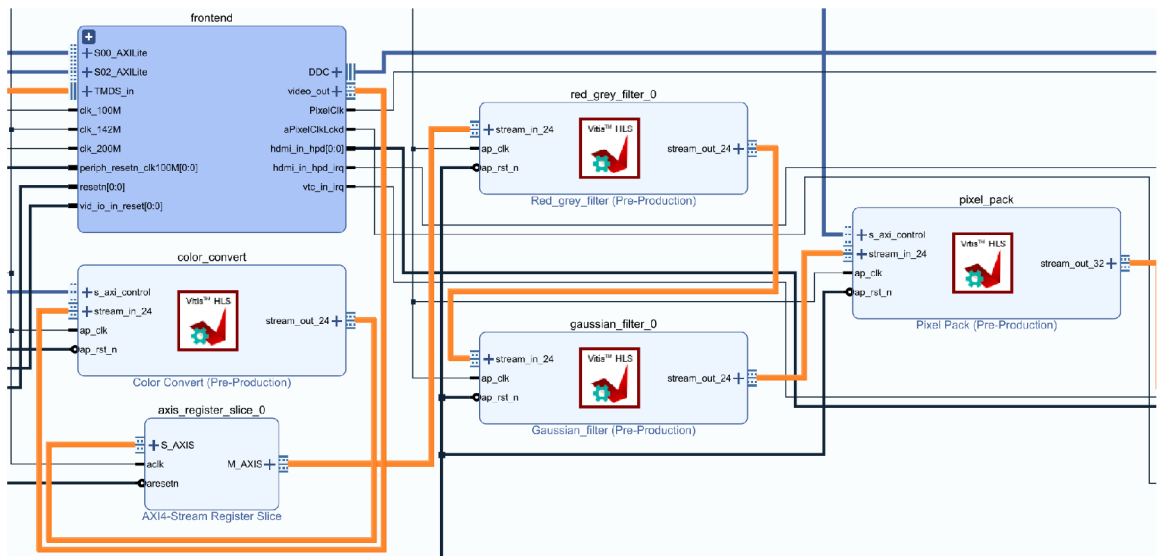 frontend
S00_AXILite
S02_AXILite
TMDS_in
clk_100M
clk_142M
clk_200M
periph_resetn_clk100M[0:0]
resetn[0:0]
vid_io_in_reset[0:0]
DDC
video_out
PixelClk
aPixelClkLckd
hdmi_in_hpd[0:0]
hdmi_in_hpd_irq
vtc_in_irq
color_convert
s_axi_control
stream_in_24
ap_clk
ap_rst_n
Vitis™ HLS
stream_out_24
Color Convert (Pre-Production)
axis_register_slice_0
S_AXIS
aclk
aresetn
M_AXIS
AXI4-Stream Register Slice
red_grey_filter_0
stream_in_24
ap_clk
ap_rst_n
Vitis™ HLS
stream_out_24
Red_grey_filter (Pre-Production)
gaussian_filter_0
stream_in_24
ap_clk
ap_rst_n
Vitis™ HLS
stream_out_24
Gaussian_filter (Pre-Production)
pixel_pack
s_axi_control
stream_in_24
ap_clk
ap_rst_n
Vitis™ HLS
stream_out_32
Pixel Pack (Pre-Production)